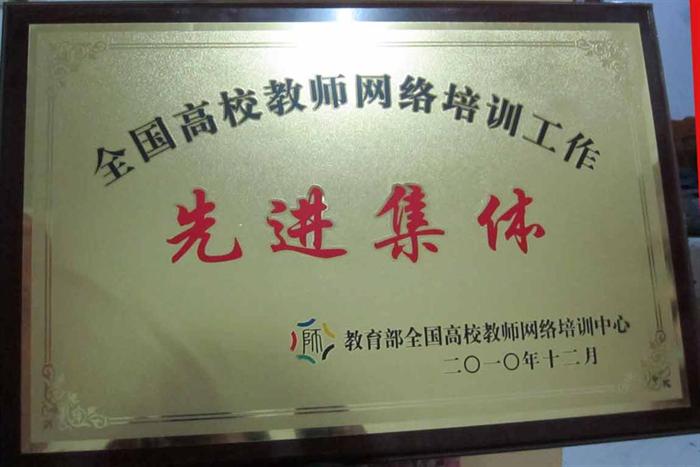 全国高校教师网络培训工作
先进集体
师 教育部全国高校教师网络培训中心
二〇一〇年十二月